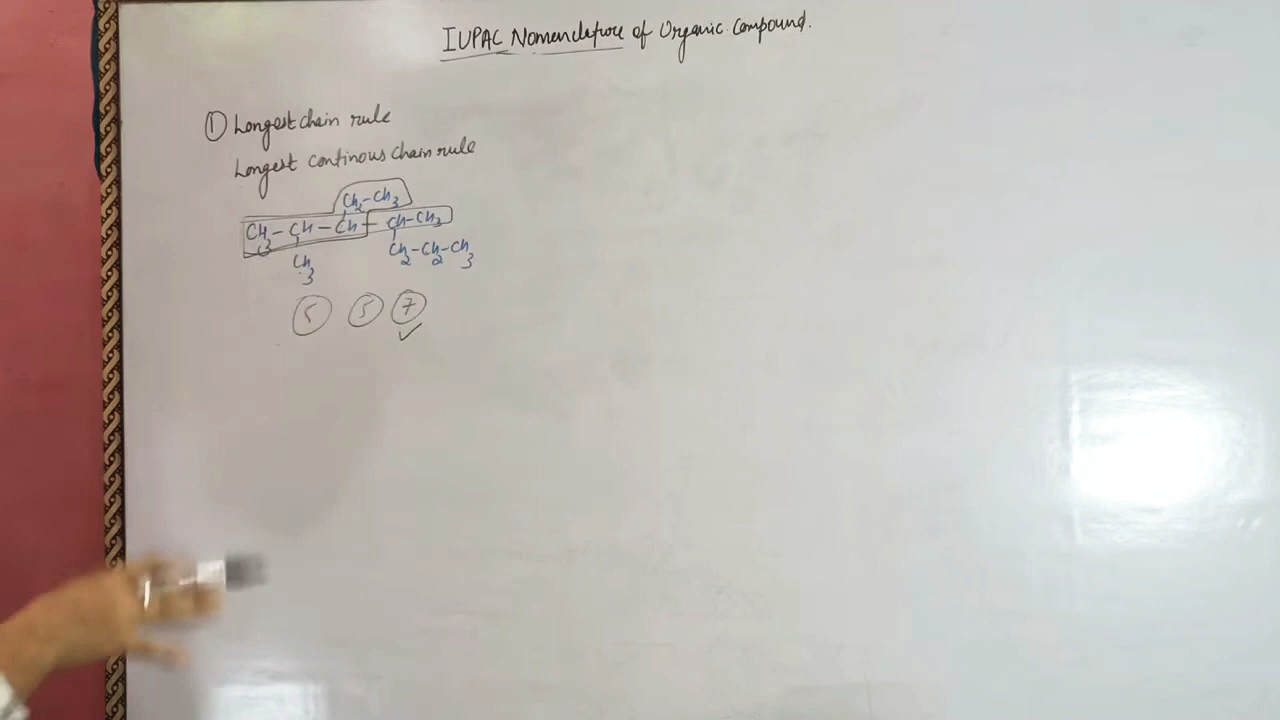 IUPAC Nomenclature of Organic Compound.
① Longest chain rule
Longest continous chain rule
CH2-CH3
CH3-CH-CH-CH-CH3
CH3 CH2-CH2-CH3
5 5 7 ✓